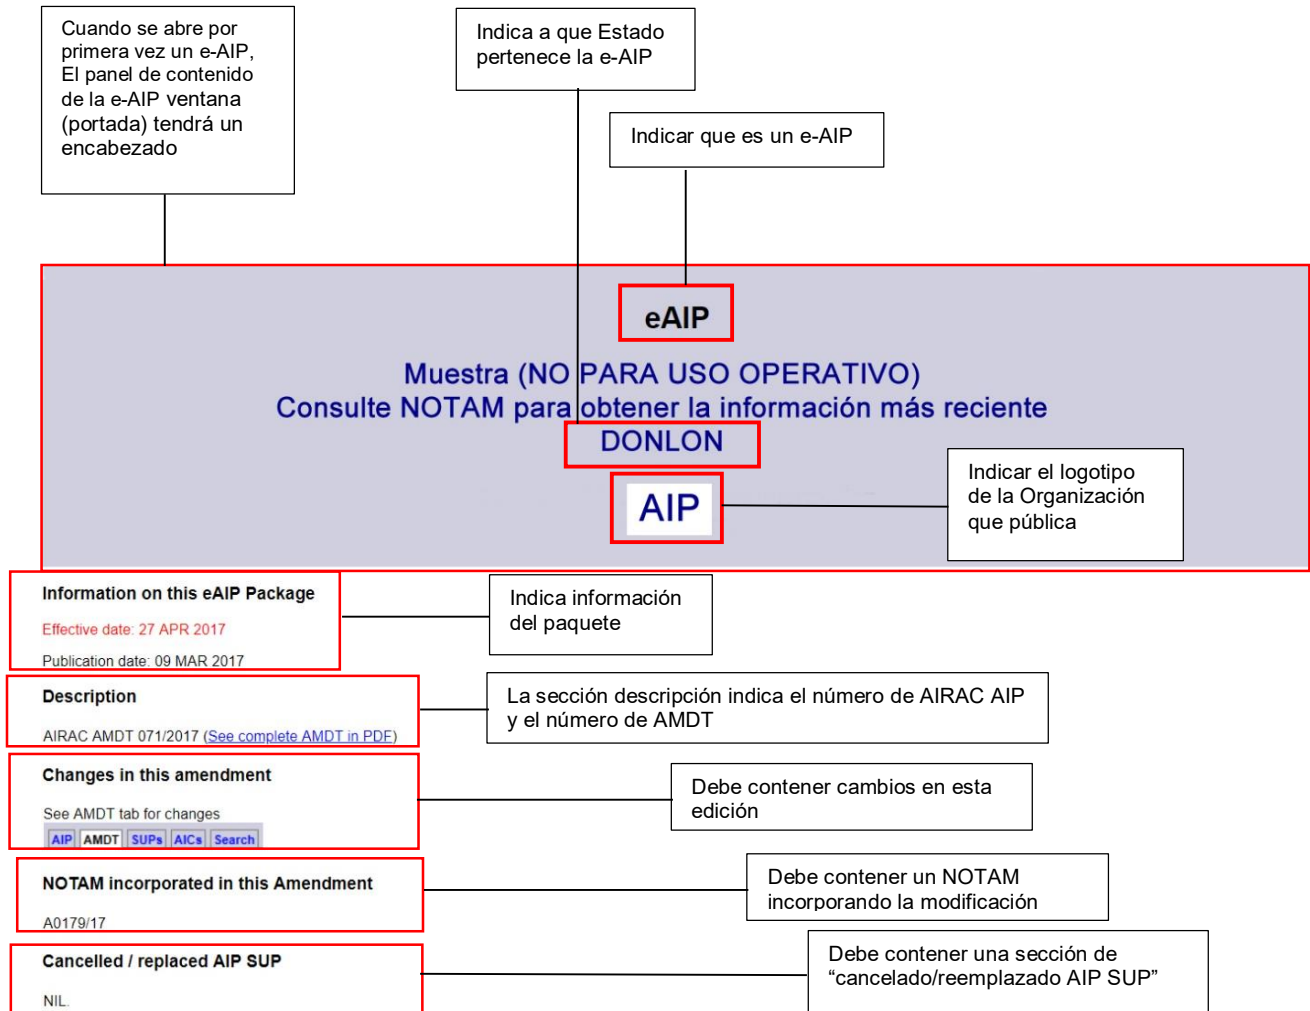 Cuando se abre por
primera vez un e-AIP,
El panel de contenido
de la e-AIP ventana
(portada) tendrá un
encabezado
Indica a que Estado
pertenece la e-AIP
Indicar que es un e-AIP
eAIP
Muestra (NO PARA USO OPERATIVO)
Consulte NOTAM para obtener la información más reciente
DONLON
AIP
Indicar el logotipo
de la Organización
que pública
Information on this eAIP Package
Effective date: 27 APR 2017
Publication date: 09 MAR 2017
Indica información
del paquete
Description
AIRAC AMDT 071/2017 (See complete AMDT in PDF)
La sección descripción indica el número de AIRAC AIP
y el número de AMDT
Changes in this amendment
See AMDT tab for changes
AIP AMDT SUPs AICs Search
Debe contener cambios en esta
edición
NOTAM incorporated in this Amendment
A0179/17
Debe contener un NOTAM
incorporando la modificación
Cancelled / replaced AIP SUP
NIL.
Debe contener una sección de
“cancelado/reemplazado AIP SUP”